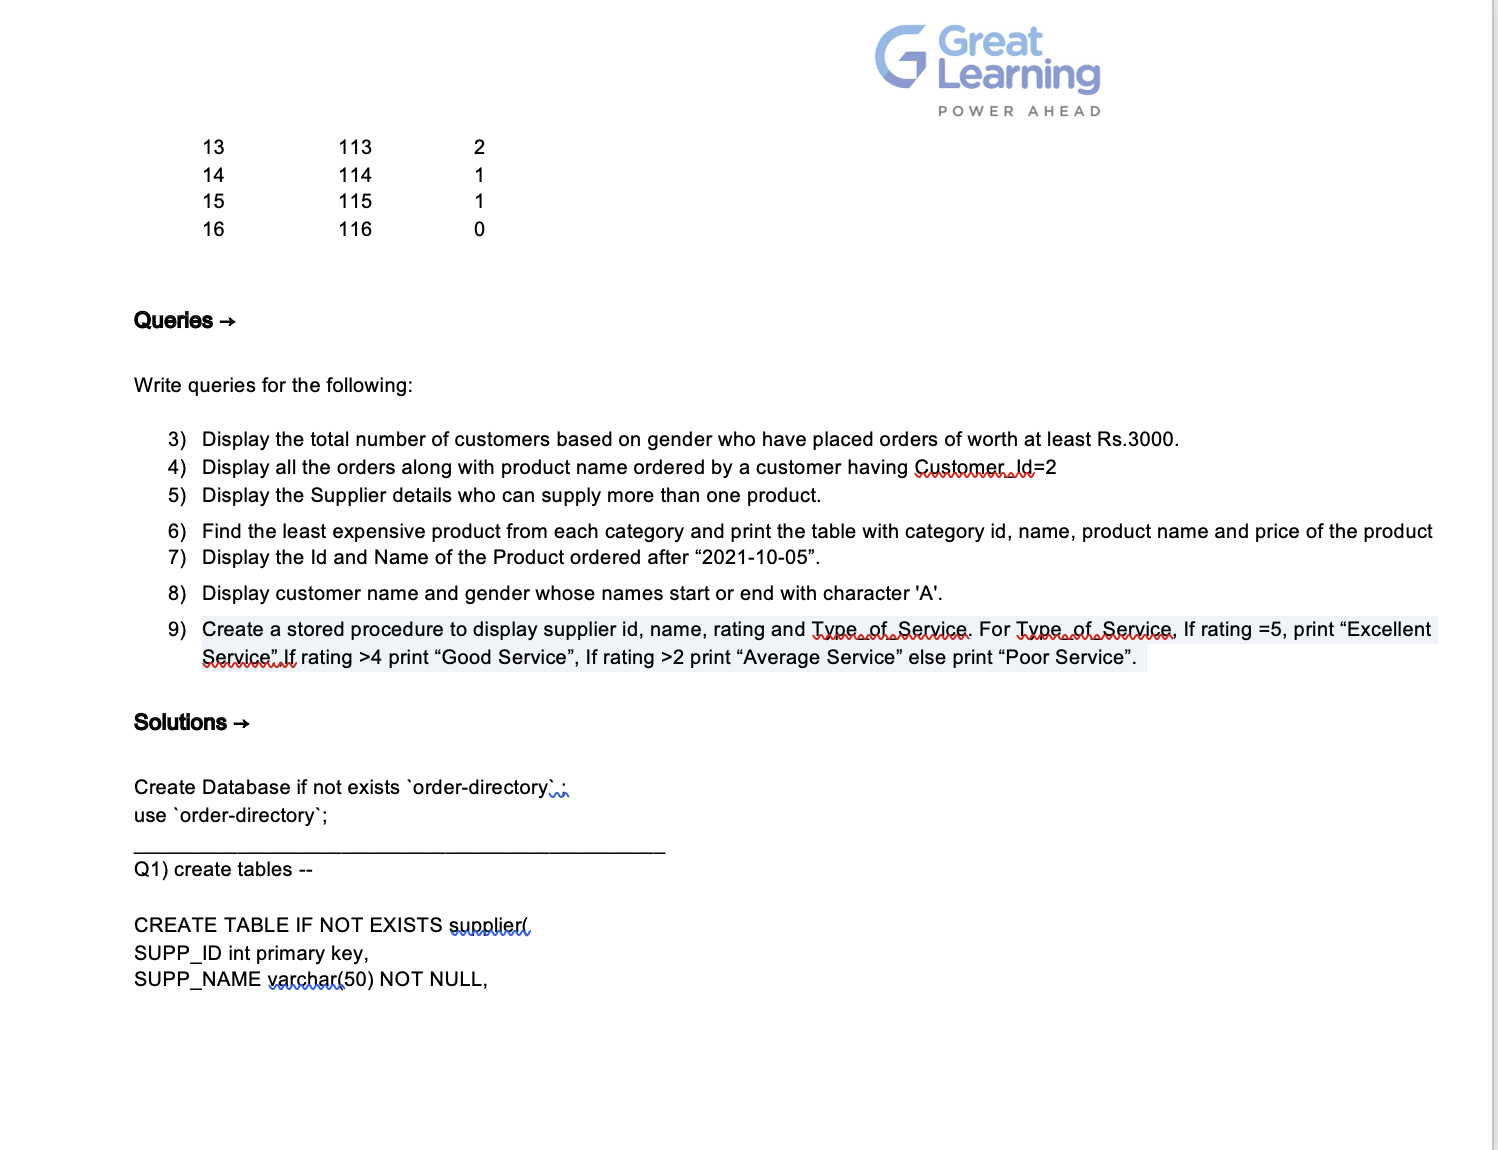 Great
Learning
POWER AHEAD
13 113 2
14 114 1
15 115 1
16 116 0
Queries →
Write queries for the following:
3) Display the total number of customers based on gender who have placed orders of worth at least Rs.3000.
4) Display all the orders along with product name ordered by a customer having Customer_Id=2
5) Display the Supplier details who can supply more than one product.
6) Find the least expensive product from each category and print the table with category id, name, product name and price of the product
7) Display the Id and Name of the Product ordered after “2021-10-05”.
8) Display customer name and gender whose names start or end with character 'A'.
9) Create a stored procedure to display supplier id, name, rating and Type_of_Service. For Type_of_Service, If rating =5, print “Excellent
Service”,If rating >4 print “Good Service”, If rating >2 print “Average Service” else print “Poor Service”.
Solutions →
Create Database if not exists `order-directory` ;
use `order-directory`;
Q1) create tables --
CREATE TABLE IF NOT EXISTS supplier(
SUPP_ID int primary key,
SUPP_NAME varchar(50) NOT NULL,